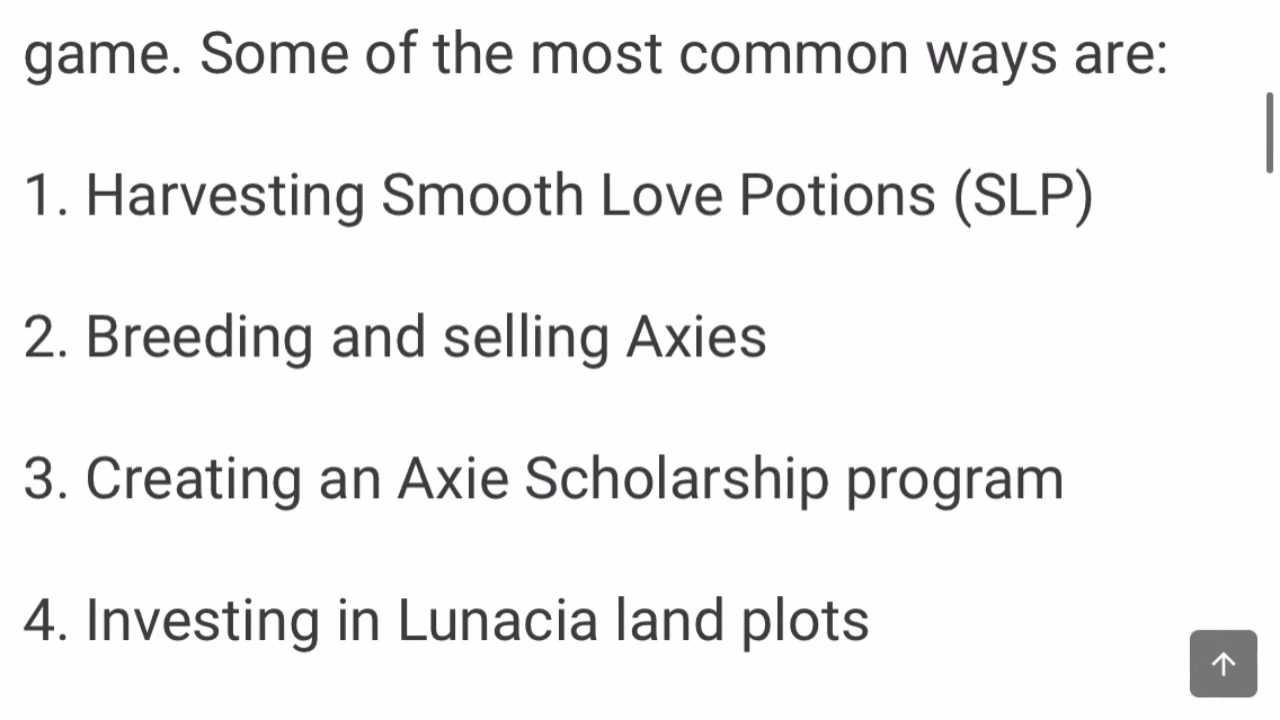 game. Some of the most common ways are:
1. Harvesting Smooth Love Potions (SLP)
2. Breeding and selling Axies
3. Creating an Axie Scholarship program
4. Investing in Lunacia land plots